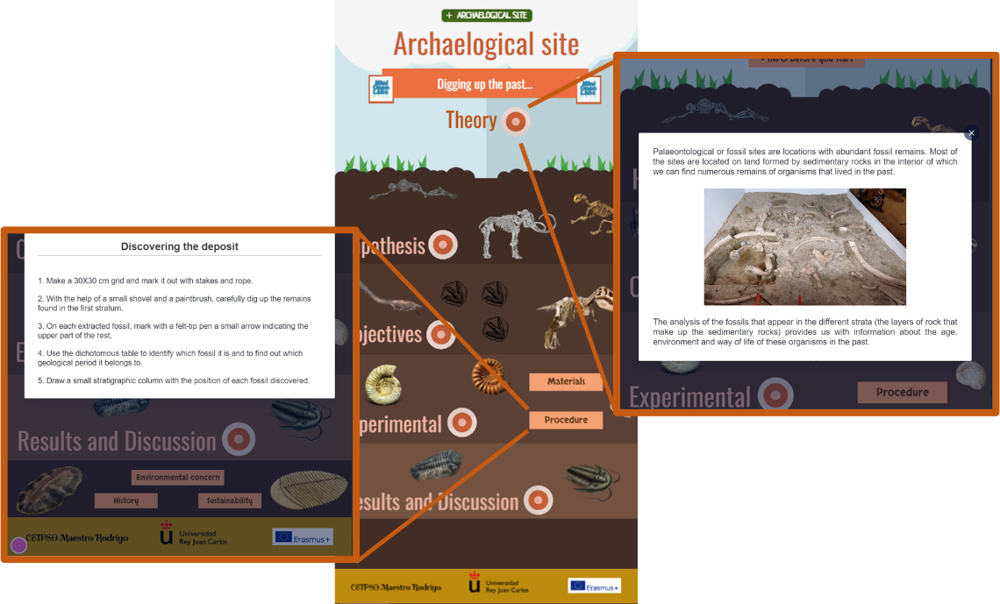 + ARCHAELOGICAL SITE
Archaelogical site
Digging up the past...
Theory
pothesis
jectives
Materials
perimental
Procedure
esults and Discussion
CETPSO Maestro Rodrigo
Universidad
Rey Juan Carlos
Erasmus+
Discovering the deposit
1. Make a 30X30 cm grid and mark it out with stakes and rope.
2. With the help of a small shovel and a paintbrush, carefully dig up the remains
found in the first stratum.
3. On each extracted fossil, mark with a felt-tip pen a small arrow indicating the
upper part of the rest.
4. Use the dichotomous table to identify which fossil it is and to find out which
geological period it belongs to.
5. Draw a small stratigraphic column with the position of each fossil discovered.
Results and Discussion
Environmental concern
History
Sustainability
CETPSO Maestro Rodrigo
Universidad
Rey Juan Carlos
Erasmus+
+ INFO before you start
Palaeontological or fossil sites are locations with abundant fossil remains. Most of
the sites are located on land formed by sedimentary rocks in the interior of which
we can find numerous remains of organisms that lived in the past.
The analysis of the fossils that appear in the different strata (the layers of rock that
make up the sedimentary rocks) provides us with information about the age,
environment and way of life of these organisms in the past.
Experimental
Procedure